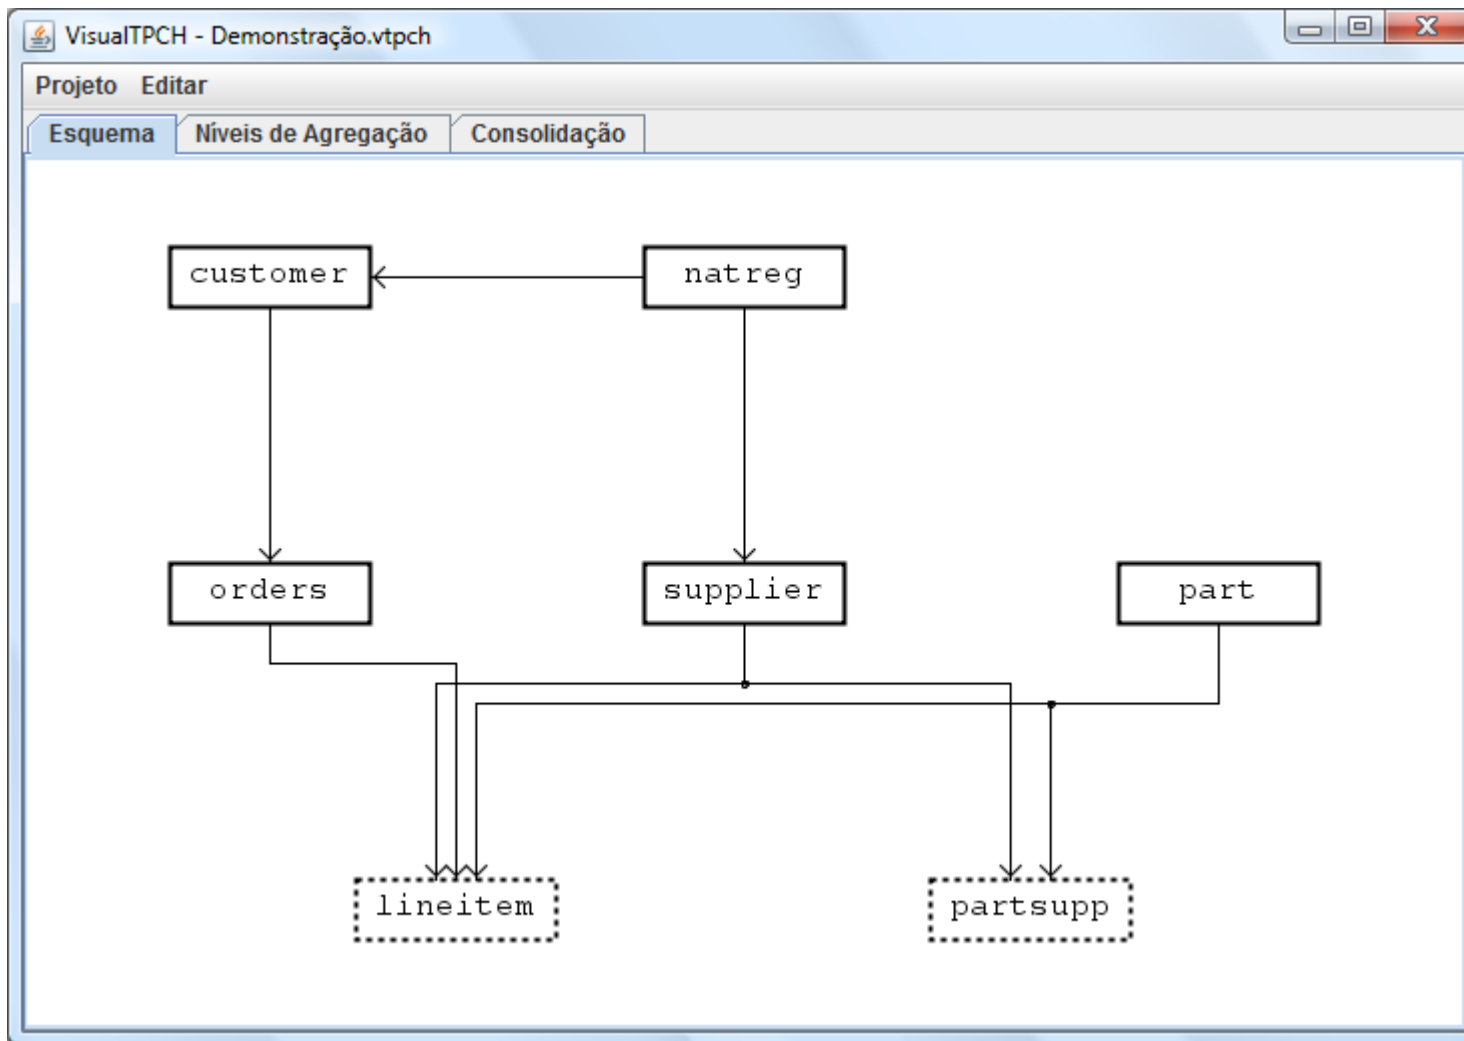 VisualTPCH - Demonstração.vtpch
Projeto Editar
Esquema Níveis de Agregação Consolidação
customer natreg
orders supplier part
lineitem partsupp